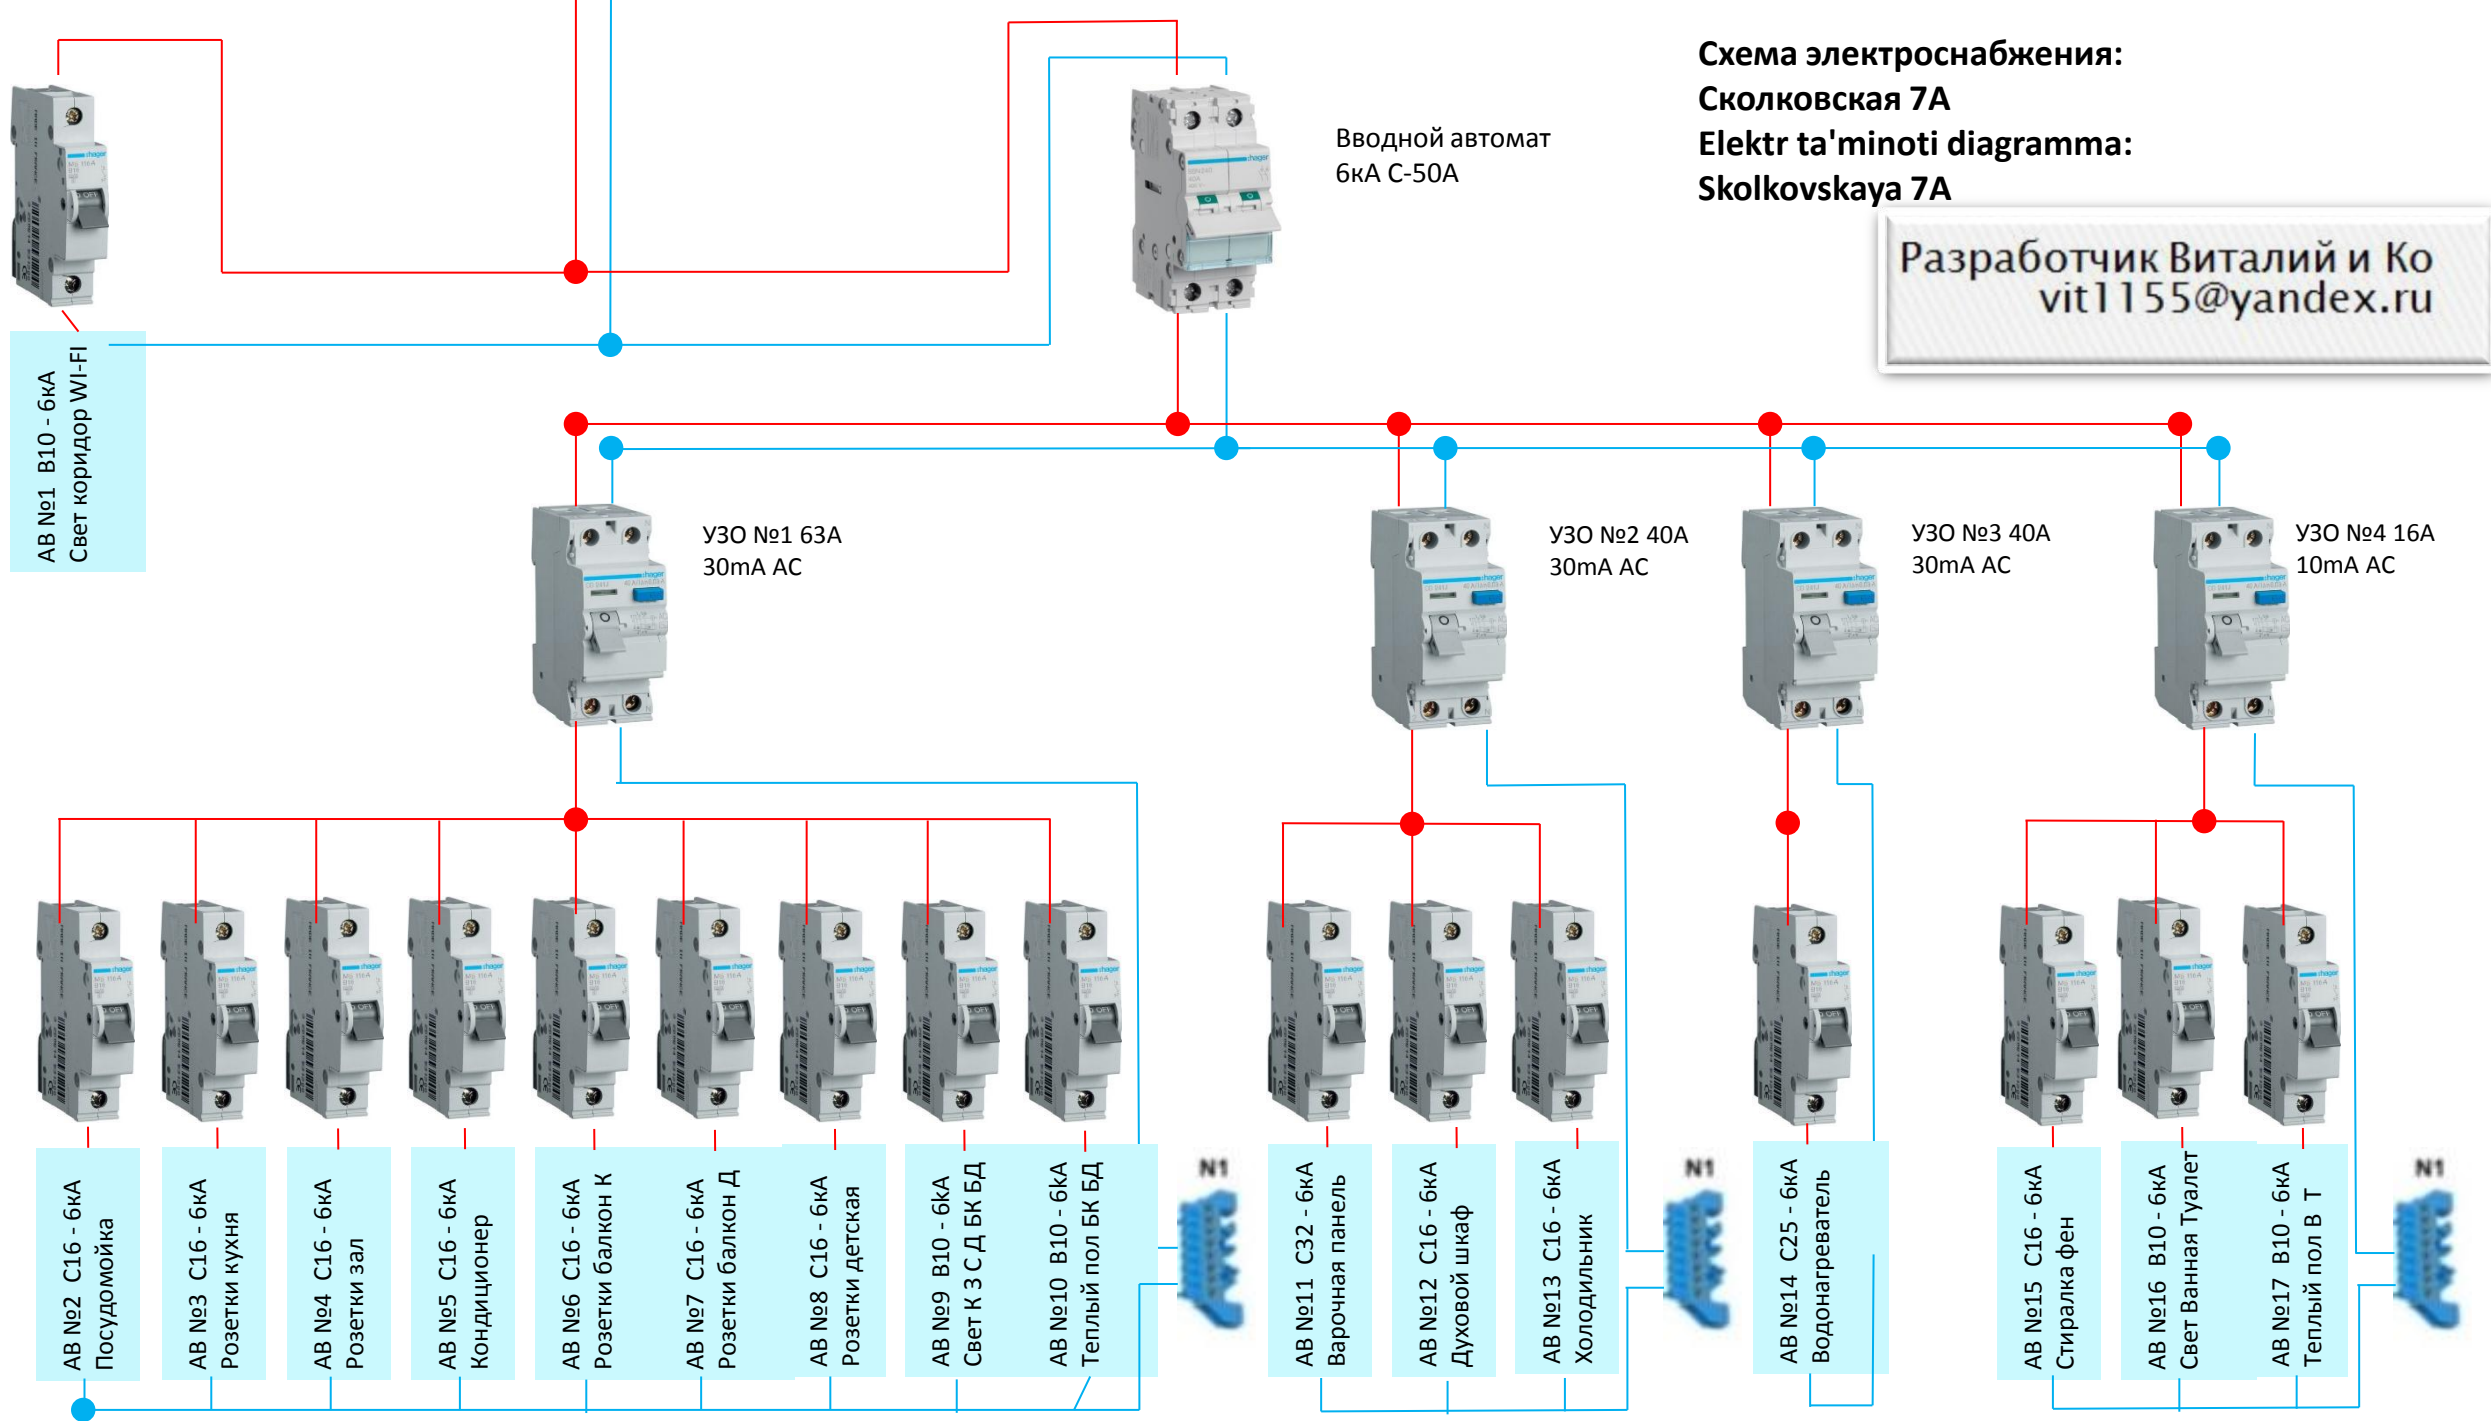 Схема электроснабжения:
Сколковская 7А
Elektr ta'minoti diagramma:
Skolkovskaya 7A
Разработчик Виталий и Ко
vit1155@yandex.ru
Вводной автомат
6кА С-50А
АВ №1 В10 - 6кА
Свет коридор WI-FI
УЗО №1 63А
30mA AC
УЗО №2 40А
30mA AC
УЗО №3 40А
30mA AC
УЗО №4 16А
10mA AC
АВ №2 С16 - 6кА
Посудомойка
АВ №3 С16 - 6кА
Розетки кухня
АВ №4 С16 - 6кА
Розетки зал
АВ №5 С16 - 6кА
Кондиционер
АВ №6 С16 - 6кА
Розетки балкон К
АВ №7 С16 - 6кА
Розетки балкон Д
АВ №8 С16 - 6кА
Розетки детская
АВ №9 В10 - 6kA
Свет К З С Д БК БД
АВ №10 В10 - 6kA
Теплый пол БК БД
N1
АВ №11 С32 - 6кА
Варочная панель
АВ №12 С16 - 6кА
Духовой шкаф
АВ №13 С16 - 6кА
Холодильник
N1
АВ №14 С25 - 6кА
Водонагреватель
АВ №15 С16 - 6кА
Стиралка фен
АВ №16 В10 - 6кА
Свет Ванная Туалет
АВ №17 В10 - 6кА
Теплый пол В Т
N1